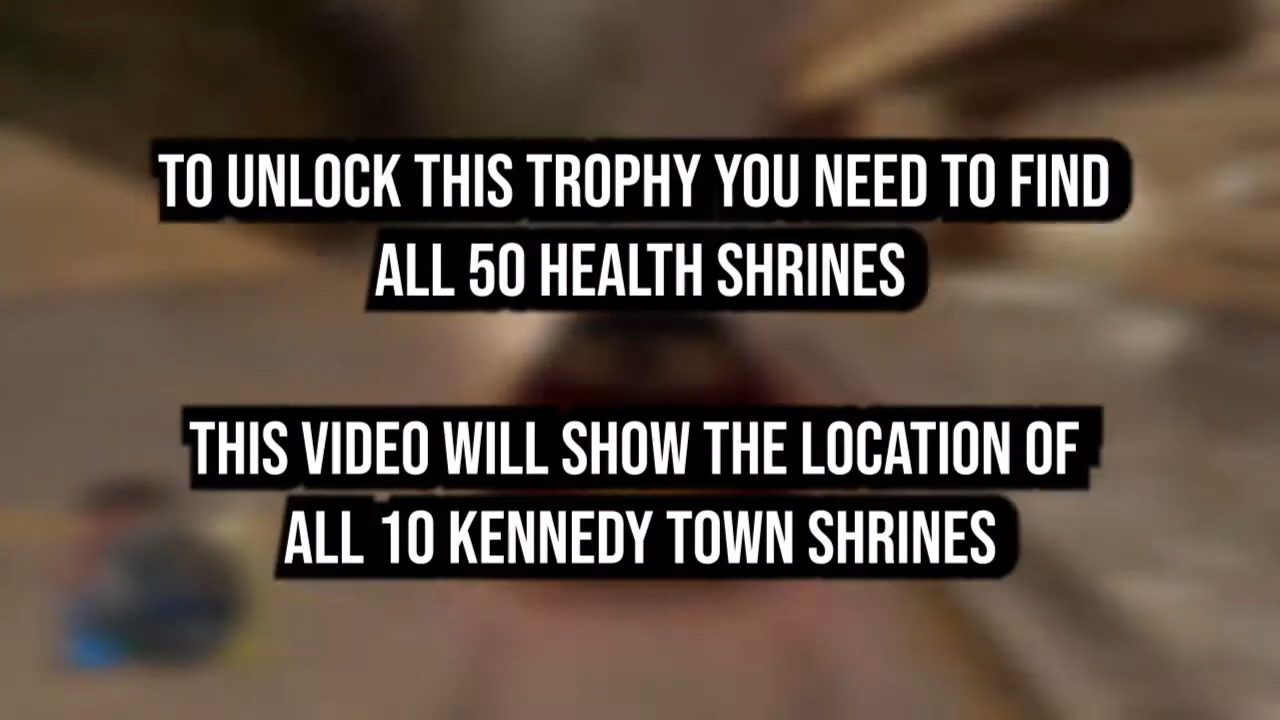 TO UNLOCK THIS TROPHY YOU NEED TO FIND
ALL 50 HEALTH SHRINES
THIS VIDEO WILL SHOW THE LOCATION OF
ALL 10 KENNEDY TOWN SHRINES